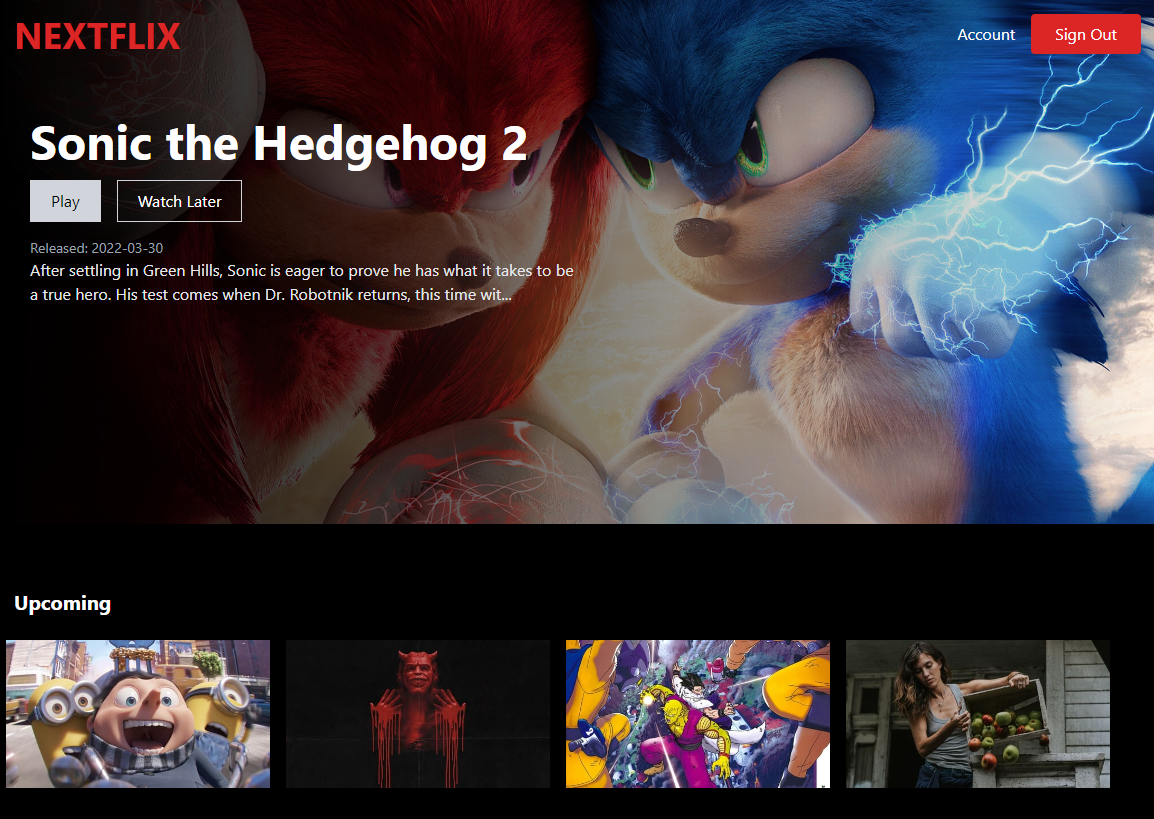 NEXTFLIX
Account
Sign Out
Sonic the Hedgehog 2
Play
Watch Later
Released: 2022-03-30
After settling in Green Hills, Sonic is eager to prove he has what it takes to be
a true hero. His test comes when Dr. Robotnik returns, this time wit...
Upcoming